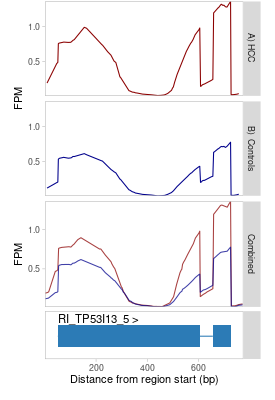 1.0
0.5
A) HCC
FPM
1.0
0.5
B) Controls
1.0
0.5
Combined
FPM
RI_TP53I13_5 >
200
400
600
Distance from region start (bp)